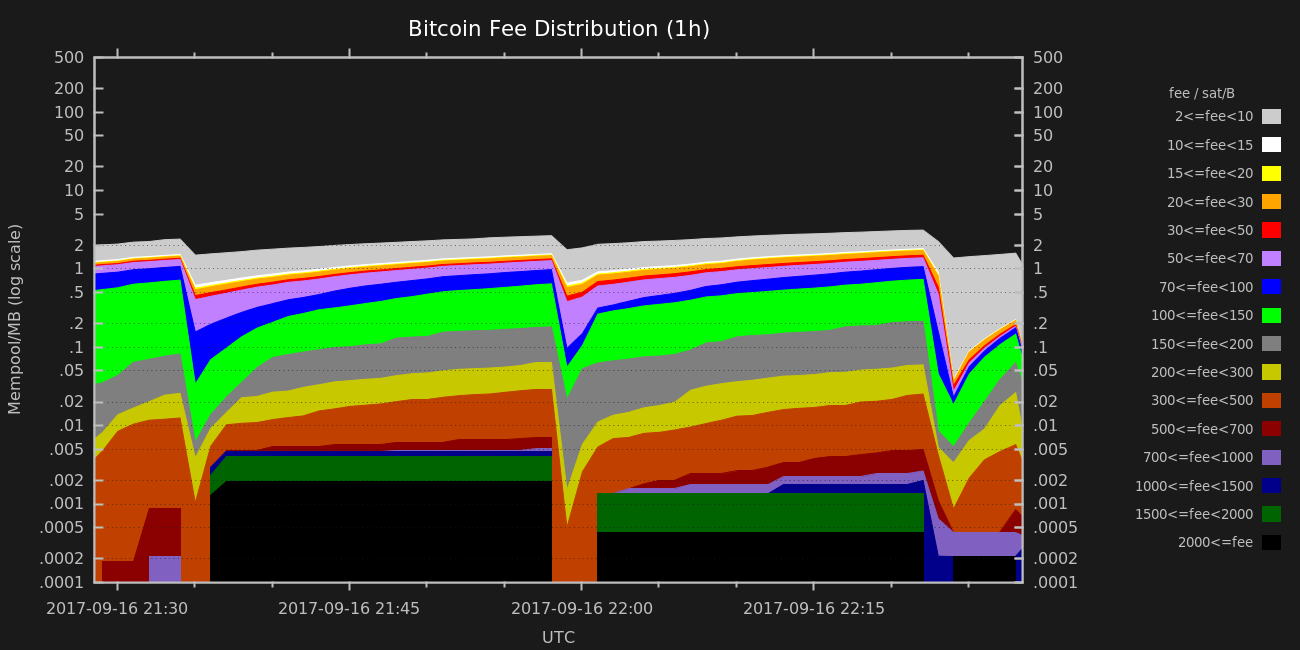 Bitcoin Fee Distribution (1h)
Mempool/MB (log scale)
500
200
100
50
20
10
5
2
1
.5
.2
.1
.05
.02
.01
.005
.002
.001
.0005
.0002
.0001
500
200
100
50
20
10
5
2
1
.5
.2
.1
.05
.02
.01
.005
.002
.001
.0005
.0002
.0001
2017-09-16 21:30
2017-09-16 21:45
2017-09-16 22:00
2017-09-16 22:15
UTC
fee / sat/B
2<=fee<10
10<=fee<15
15<=fee<20
20<=fee<30
30<=fee<50
50<=fee<70
70<=fee<100
100<=fee<150
150<=fee<200
200<=fee<300
300<=fee<500
500<=fee<700
700<=fee<1000
1000<=fee<1500
1500<=fee<2000
2000<=fee